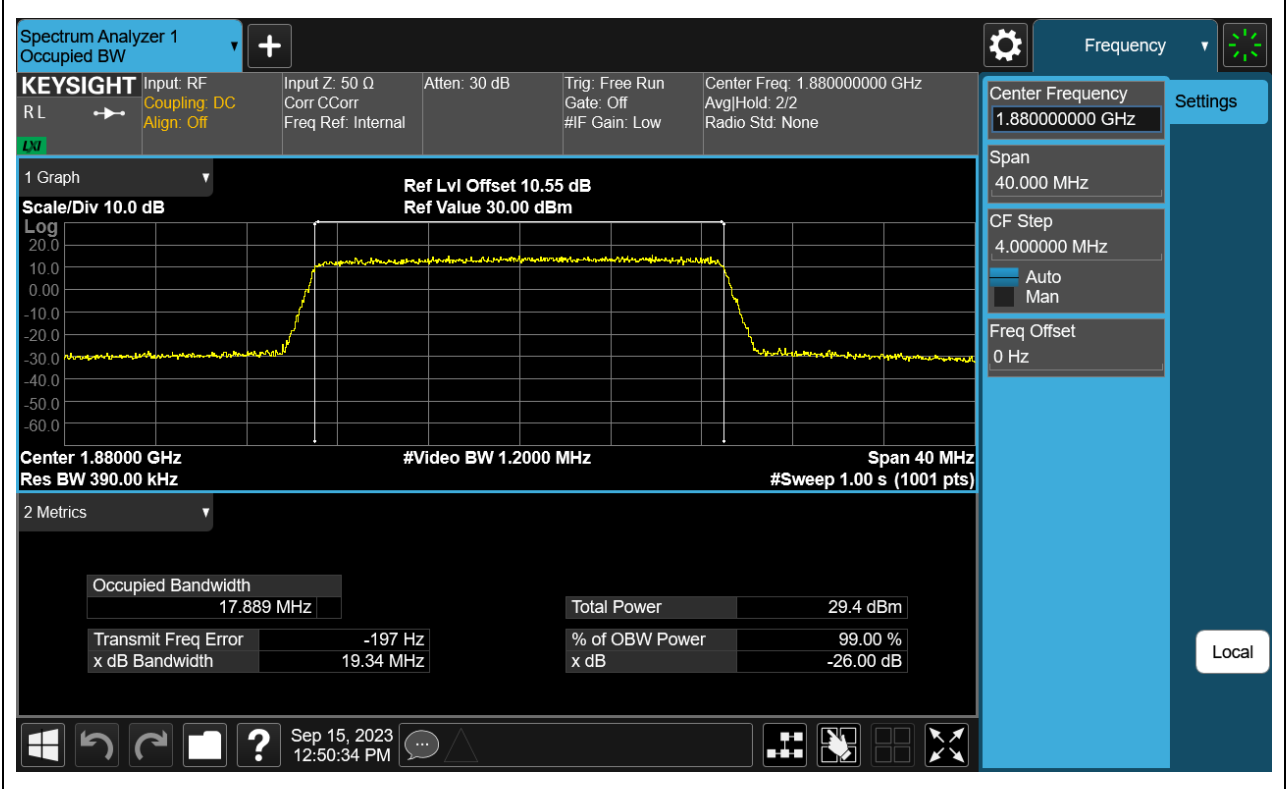 Spectrum Analyzer 1
Occupied BW
Frequency
KEYSIGHT
R L
LXI
Input: RF
Coupling: DC
Align: Off
Input Z: 50 Ω
Corr CCorr
Freq Ref: Internal
Atten: 30 dB
Trig: Free Run
Gate: Off
#IF Gain: Low
Center Freq: 1.880000000 GHz
Avg|Hold: 2/2
Radio Std: None
Center Frequency
1.880000000 GHz
Settings
Span
40.000 MHz
CF Step
4.000000 MHz
Auto
Man
Freq Offset
0 Hz
Local
1 Graph
Scale/Div 10.0 dB
Ref Lvl Offset 10.55 dB
Ref Value 30.00 dBm
Log
20.0
10.0
0.00
-10.0
-20.0
-30.0
-40.0
-50.0
-60.0
Center 1.88000 GHz
#Video BW 1.2000 MHz
Span 40 MHz
Res BW 390.00 kHz
#Sweep 1.00 s (1001 pts)
2 Metrics
Occupied Bandwidth
17.889 MHz
Total Power 29.4 dBm
Transmit Freq Error -197 Hz
% of OBW Power 99.00 %
x dB Bandwidth 19.34 MHz
x dB -26.00 dB
?
Sep 15, 2023
12:50:34 PM